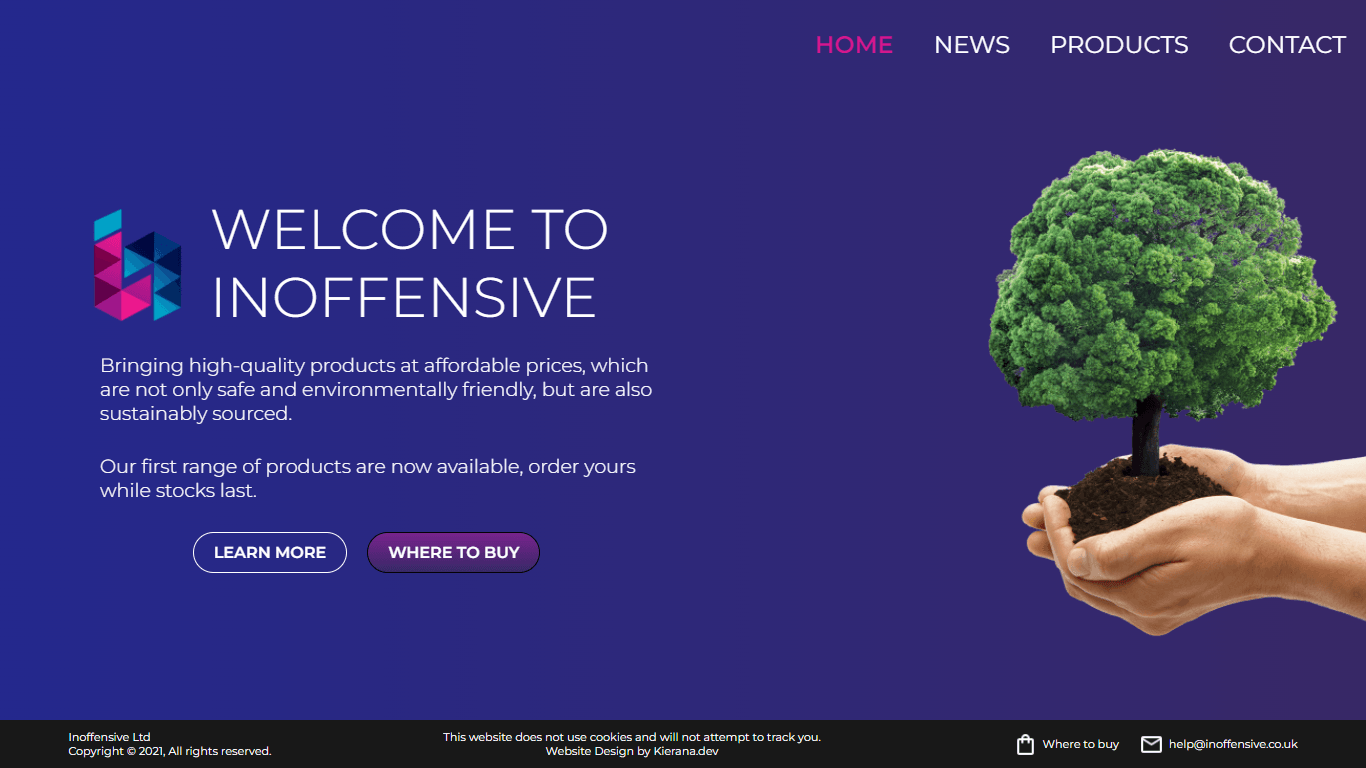 HOME NEWS PRODUCTS CONTACT
WELCOME TO
INOFFENSIVE
Bringing high-quality products at affordable prices, which
are not only safe and environmentally friendly, but are also
sustainably sourced.
Our first range of products are now available, order yours
while stocks last.
LEARN MORE WHERE TO BUY
Inoffensive Ltd
Copyright © 2021, All rights reserved.
This website does not use cookies and will not attempt to track you.
Website Design by Kierana.dev
Where to buy help@inoffensive.co.uk